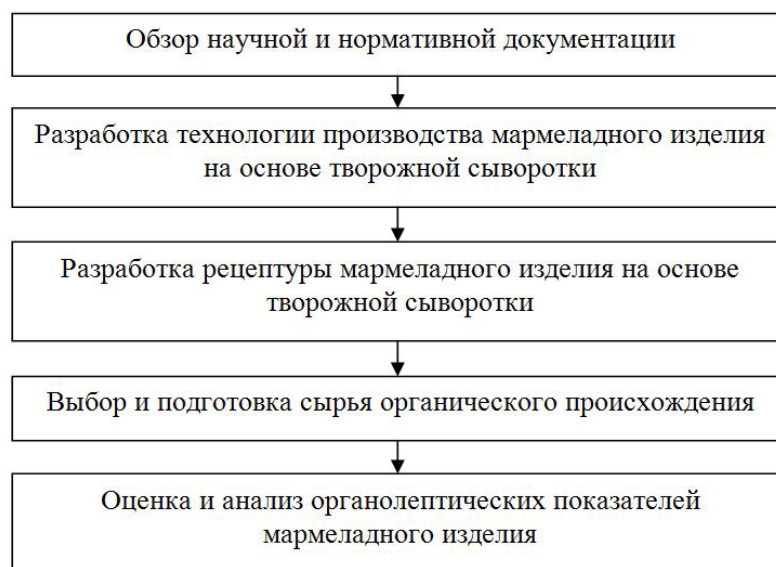 Обзор научной и нормативной документации
Разработка технологии производства мармеладного изделия
на основе творожной сыворотки
Разработка рецептуры мармеладного изделия на основе
творожной сыворотки
Выбор и подготовка сырья органического происхождения
Оценка и анализ органолептических показателей
мармеладного изделия